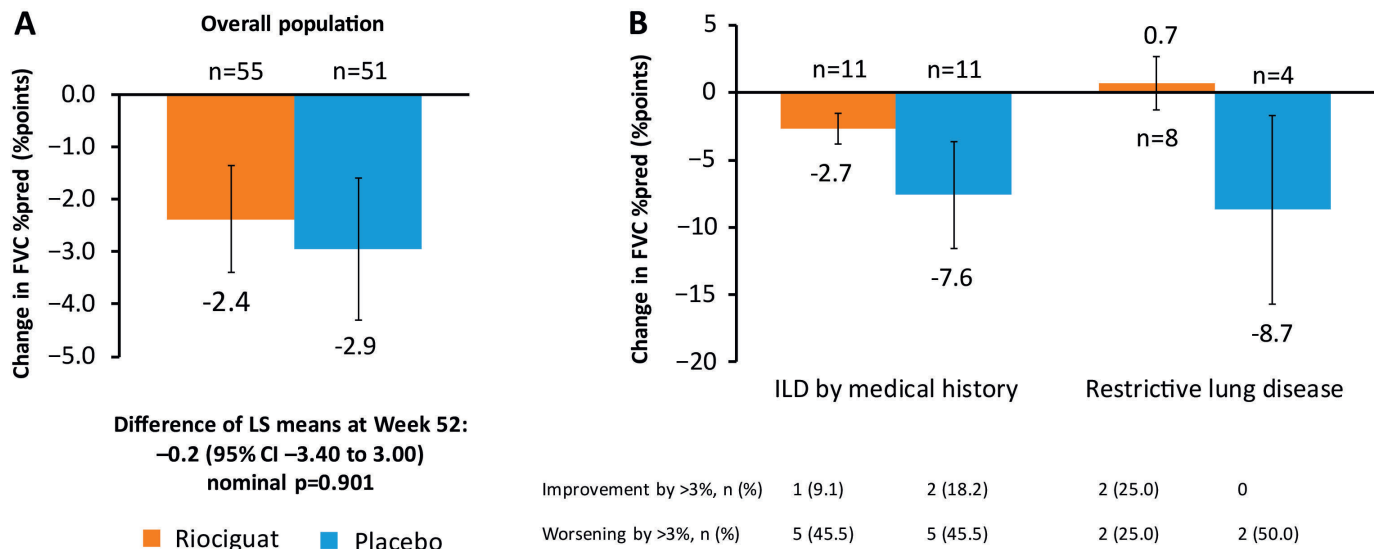 A
Overall population
n=55
n=51
0.0
−1.0
−2.0
−3.0
−4.0
−5.0
Change in FVC %pred (%points)
-2.4
-2.9
Difference of LS means at Week 52:
−0.2 (95% CI −3.40 to 3.00)
nominal p=0.901
Riociguat
Placebo
B
5
0
−5
−10
−15
−20
Change in FVC %pred (%points)
n=11
n=11
0.7
n=4
n=8
-2.7
-7.6
-8.7
ILD by medical history
Restrictive lung disease
Improvement by >3%, n (%) 1 (9.1) 2 (18.2) 2 (25.0) 0
Worsening by >3%, n (%) 5 (45.5) 5 (45.5) 2 (25.0) 2 (50.0)